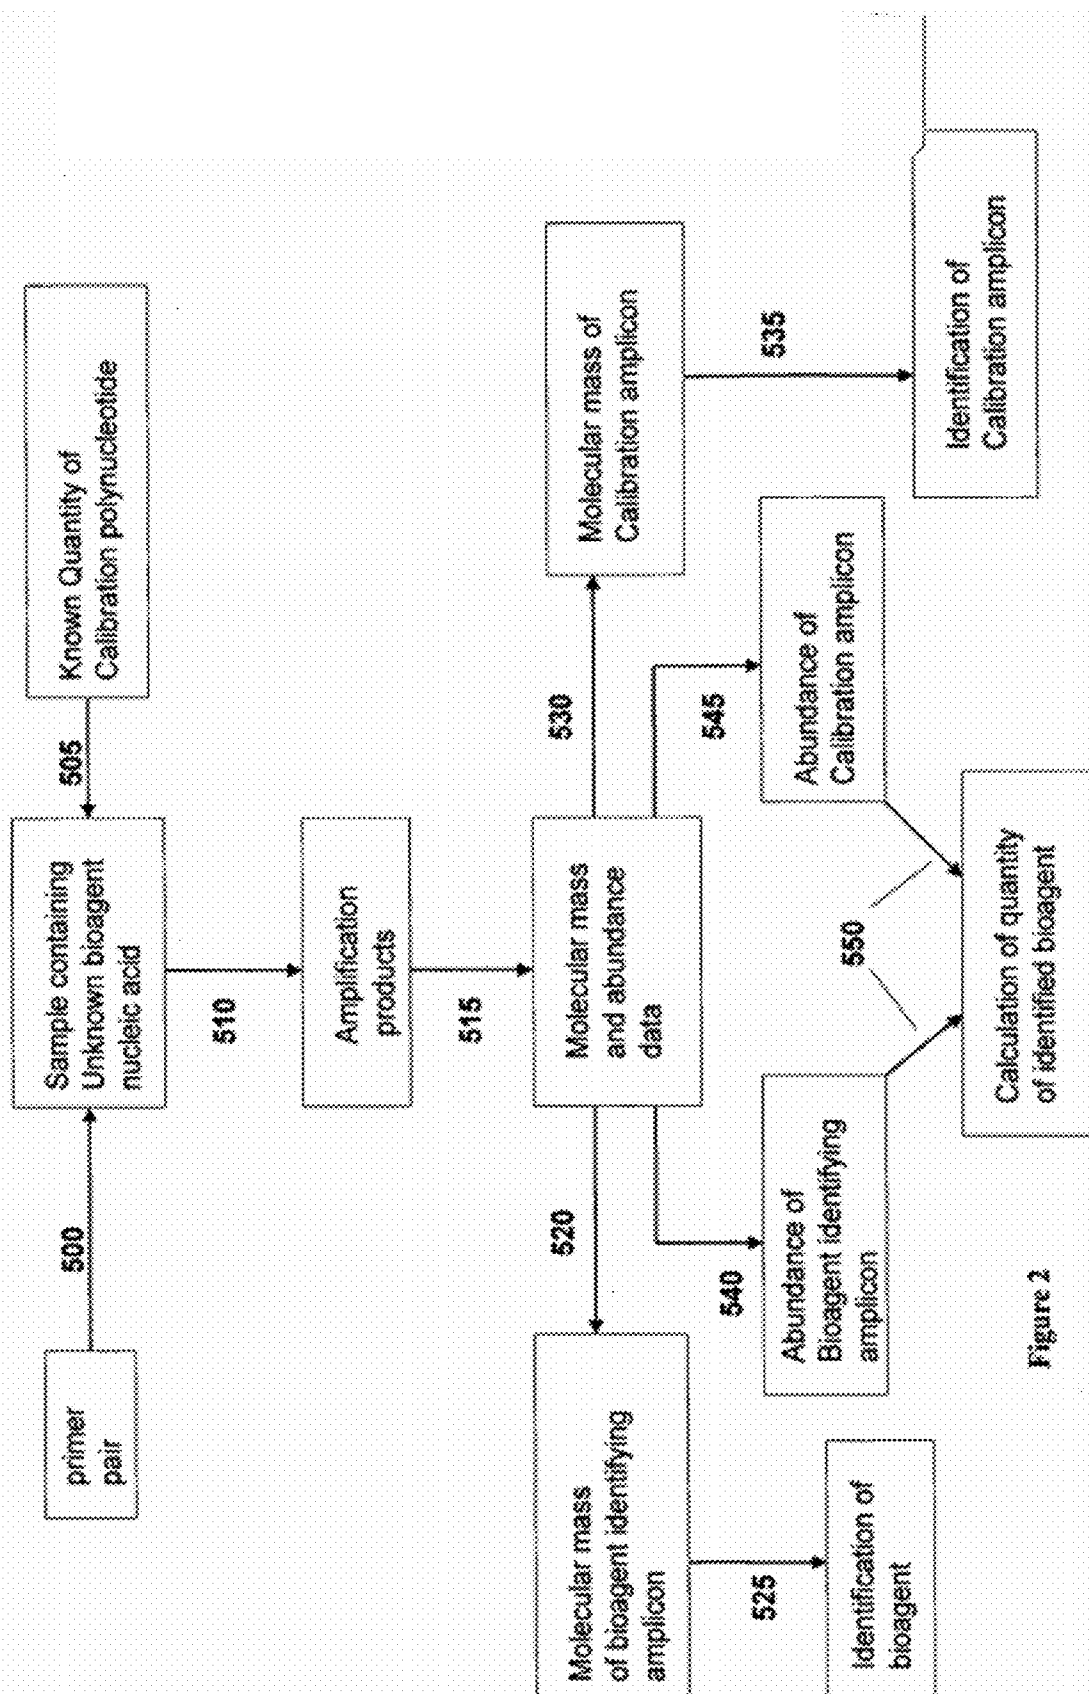 primer
pair
500
Sample containing
Unknown bioagent
nucleic acid
505
Known Quantity of
Calibration polynucleotide
510
Amplification
products
515
Molecular mass
of bioagent identifying
amplicon
520
Molecular mass
and abundance
data
530
Molecular mass of
Calibration amplicon
525
540
545
535
Identification of
bioagent
Abundance of
Bioagent identifying
amplicon
Abundance of
Calibration amplicon
Identification of
Calibration amplicon
550
Calculation of quantity
of identified bioagent
Figure 2